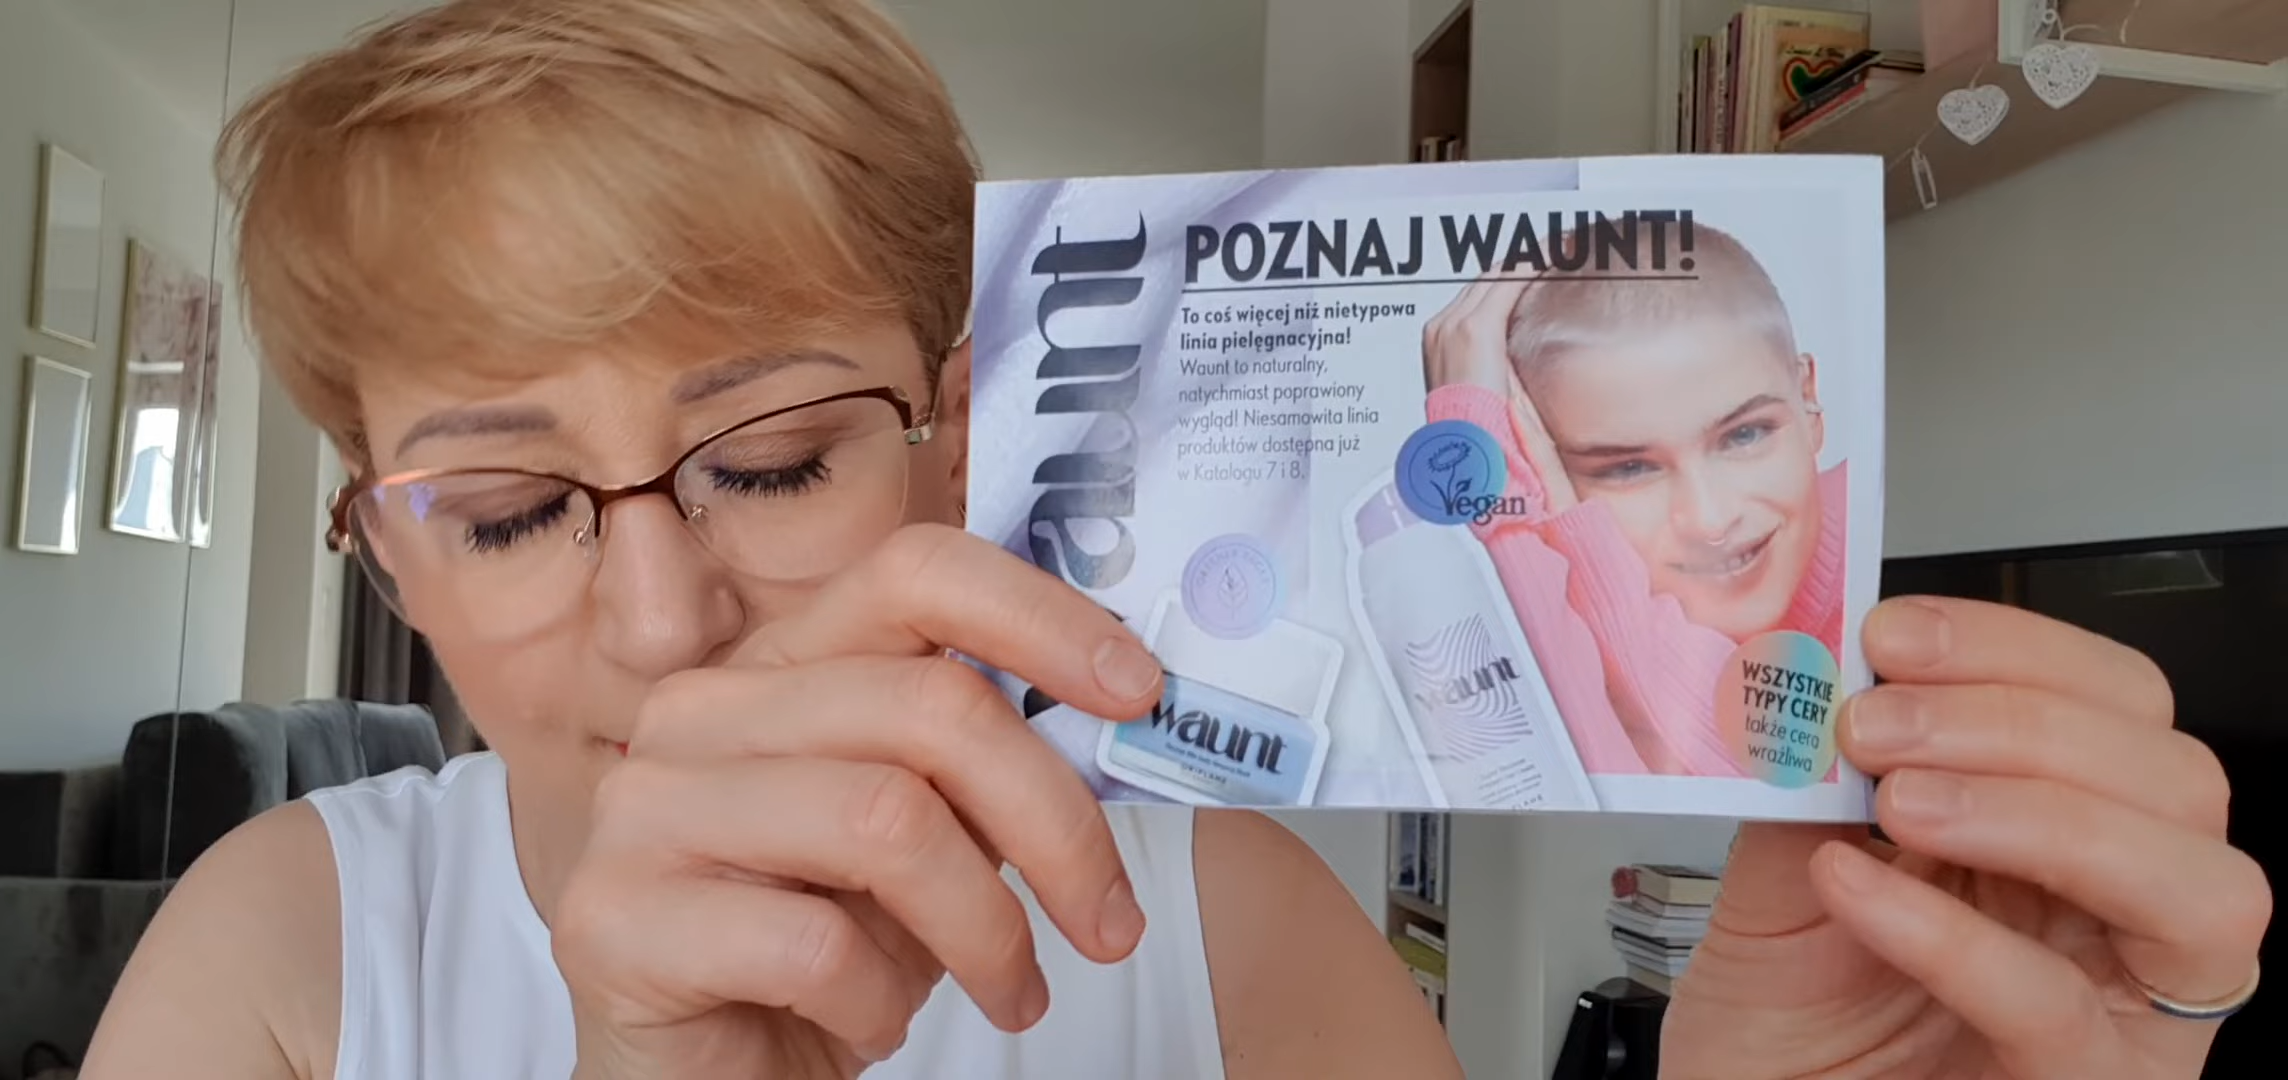 waunt
POZNAJ WAUNT!
To coś więcej niż nietypowa
linia pielęgnacyjna!
Waunt to naturalny,
natychmiast poprawiony
wygląd! Niesamowita linia
produktów dostępna już
w Katalogu 7 i 8.
Vegan
waunt
ORIFLAME
waunt
WSZYSTKIE
TYPY CERY
także cera
wrażliwa